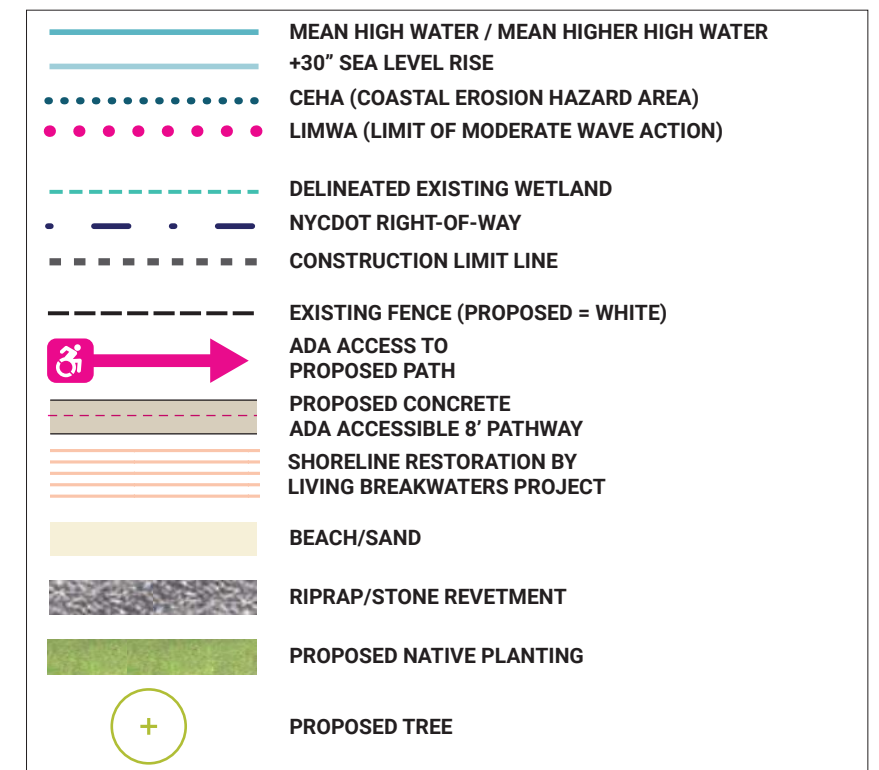 MEAN HIGH WATER / MEAN HIGHER HIGH WATER
+30” SEA LEVEL RISE
CEHA (COASTAL EROSION HAZARD AREA)
LIMWA (LIMIT OF MODERATE WAVE ACTION)
DELINEATED EXISTING WETLAND
NYCDOT RIGHT-OF-WAY
CONSTRUCTION LIMIT LINE
EXISTING FENCE (PROPOSED = WHITE)
ADA ACCESS TO
PROPOSED PATH
PROPOSED CONCRETE
ADA ACCESSIBLE 8’ PATHWAY
SHORELINE RESTORATION BY
LIVING BREAKWATERS PROJECT
BEACH/SAND
RIPRAP/STONE REVETMENT
PROPOSED NATIVE PLANTING
PROPOSED TREE